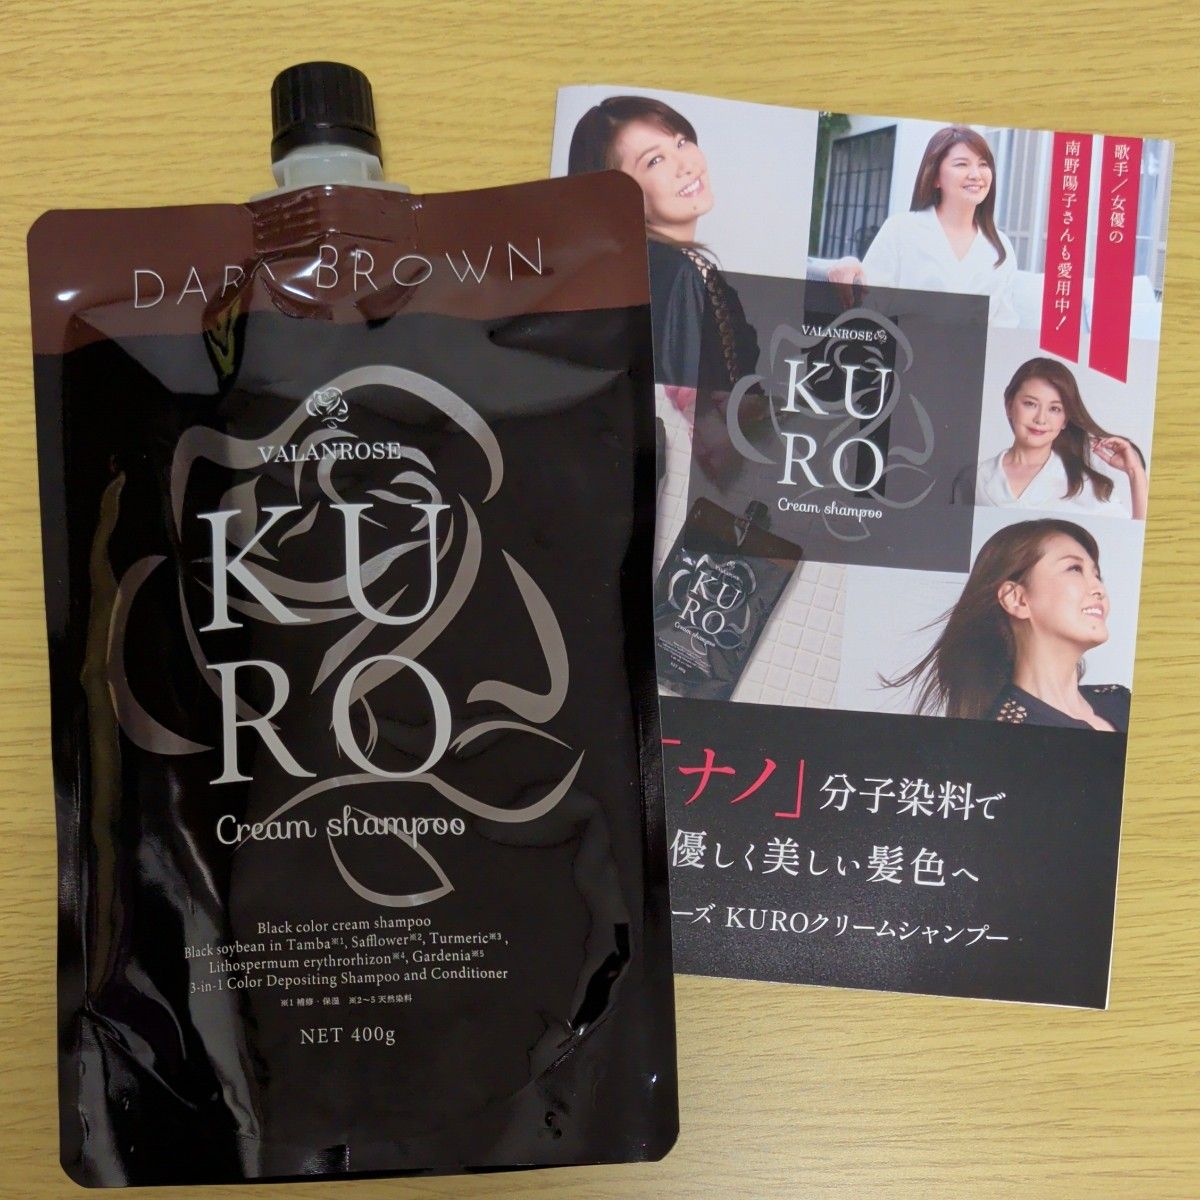 DARK BROWN
VALANROSE
KU
RO
Cream shampoo
Black color cream shampoo
Black soybean in Tamba※1, Safflower※2, Turmeric※3,
Lithospermum erythrorhizon※4, Gardenia※5
3-in-1 Color Depositing Shampoo and Conditioner
※1 補修・保湿 ※2~5 天然染料
NET 400g
歌手/女優の
南野陽子さんも愛用中!
VALANROSE
KU
RO
Cream shampoo
KU
RO
Cream shampoo
「ナノ」分子染料で
優しく美しい髪色へ
ーズ KUROクリームシャンプー